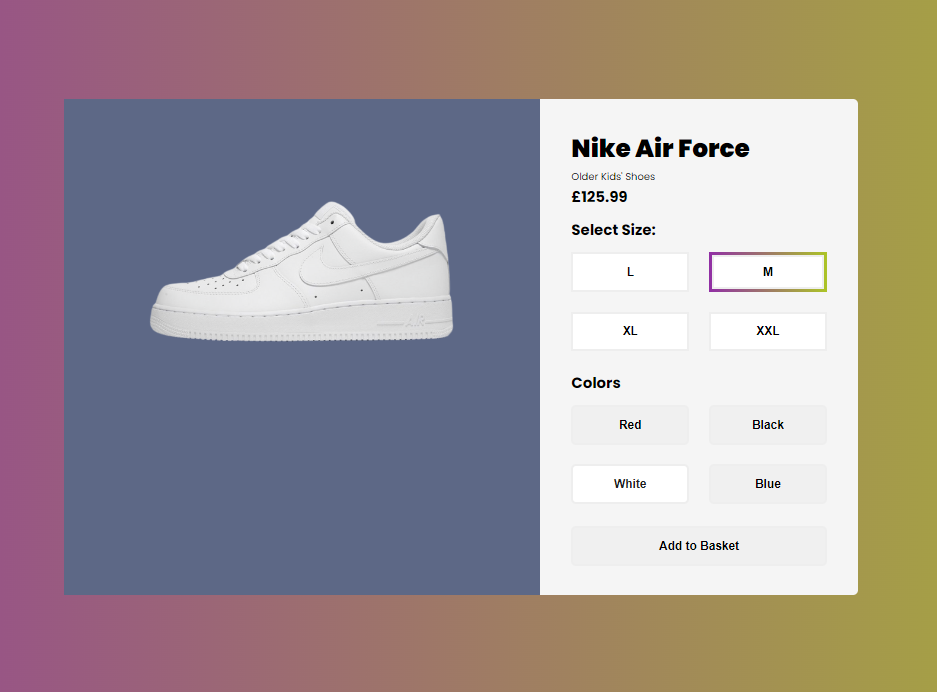 Nike Air Force
Older Kids' Shoes
£125.99
Select Size:
L M
XL XXL
Colors
Red Black
White Blue
Add to Basket
AIR